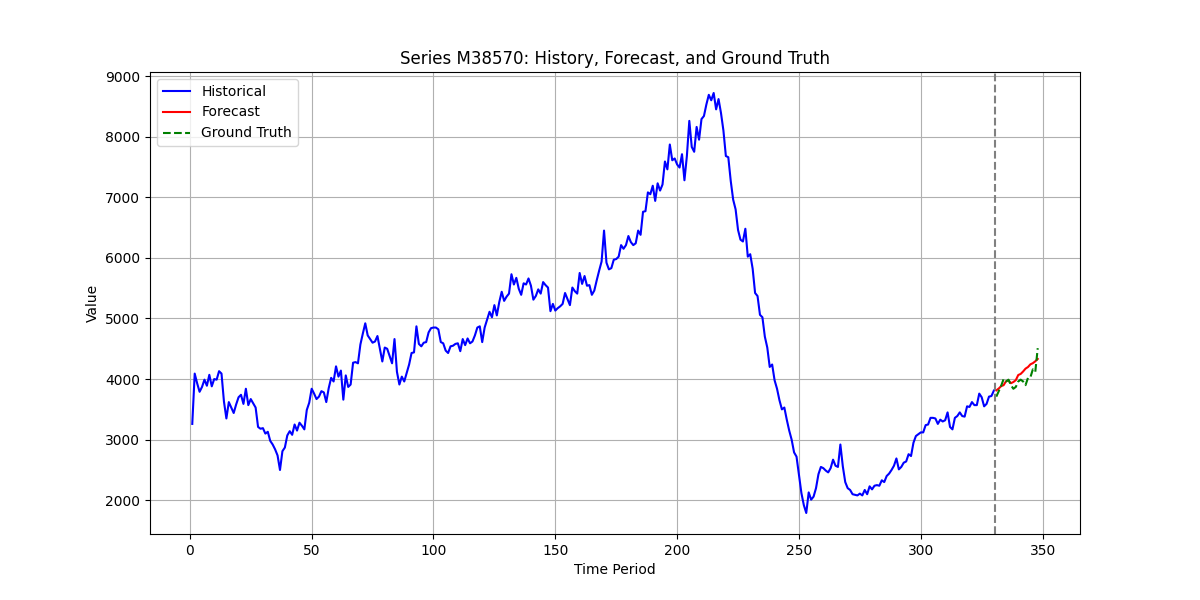 Series M38570: History, Forecast, and Ground Truth
Historical
Forecast
Ground Truth
Value
9000
8000
7000
6000
5000
4000
3000
2000
0 50 100 150 200 250 300 350
Time Period